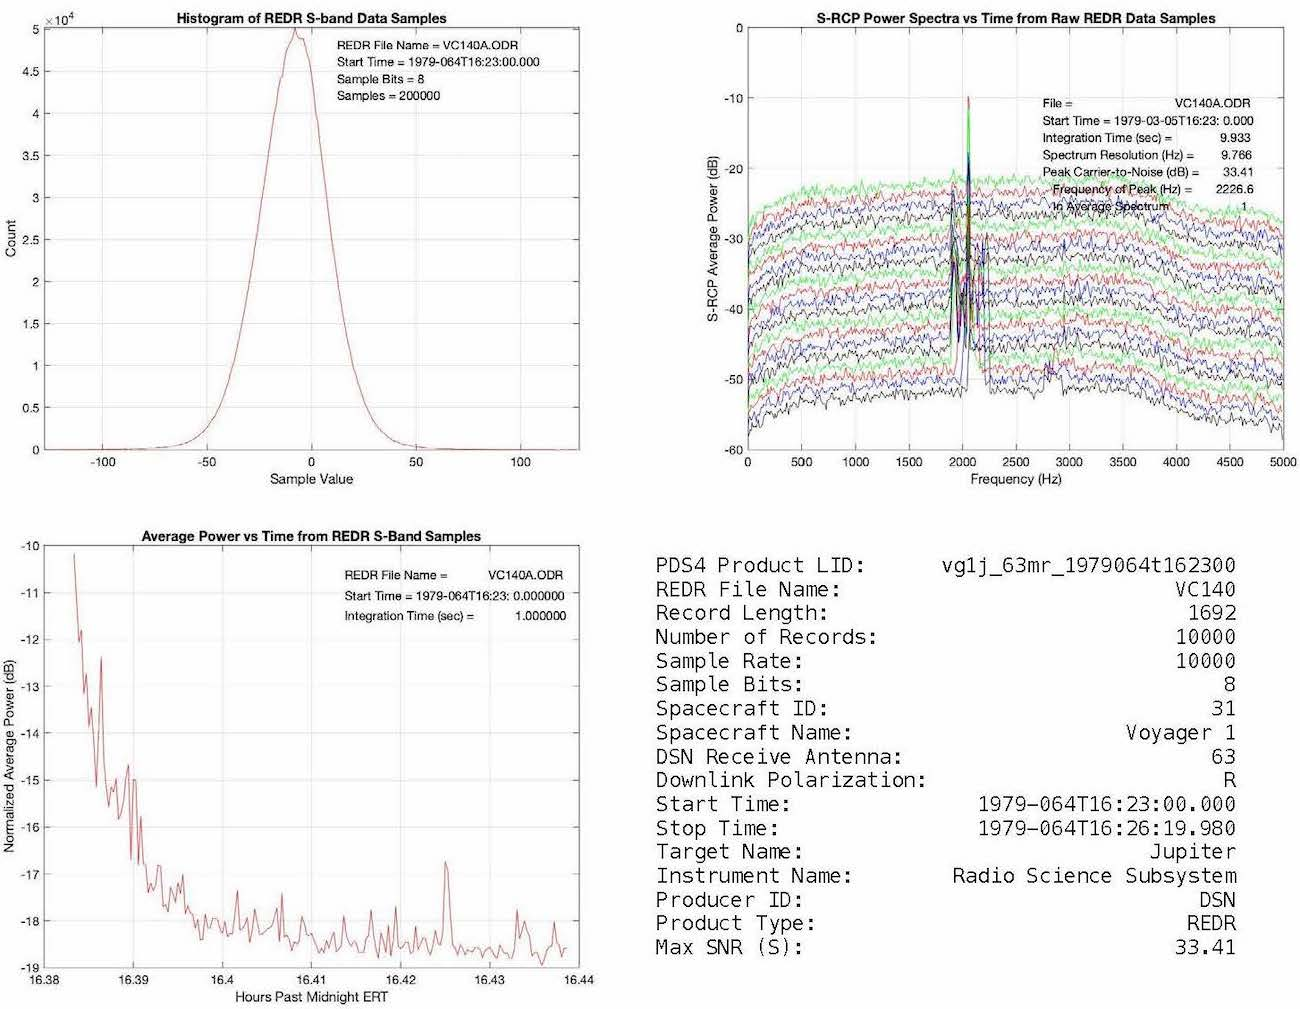 Histogram of REDR S-band Data Samples
×10^4
5
4.5
4
3.5
3
2.5
2
1.5
1
0.5
0
Count
REDR File Name = VC140A.ODR
Start Time = 1979-064T16:23:00.000
Sample Bits = 8
Samples = 200000
-100 -50 0 50 100
Sample Value
S-RCP Power Spectra vs Time from Raw REDR Data Samples
0
-10
-20
-30
-40
-50
-60
S-RCP Average Power (dB)
File = VC140A.ODR
Start Time = 1979-03-05T16:23: 0.000
Integration Time (sec) = 9.933
Spectrum Resolution (Hz) = 9.766
Peak Carrier-to-Noise (dB) = 33.41
Frequency of Peak (Hz) = 2226.6
In Average Spectrum 1
0 500 1000 1500 2000 2500 3000 3500 4000 4500 5000
Frequency (Hz)
Average Power vs Time from REDR S-Band Samples
-10
-11
-12
-13
-14
-15
-16
-17
-18
-19
Normalized Average Power (dB)
REDR File Name = VC140A.ODR
Start Time = 1979-064T16:23: 0.000000
Integration Time (sec) = 1.000000
16.38 16.39 16.4 16.41 16.42 16.43 16.44
Hours Past Midnight ERT
PDS4 Product LID: vg1j_63mr_1979064t162300
REDR File Name: VC140
Record Length: 1692
Number of Records: 10000
Sample Rate: 10000
Sample Bits: 8
Spacecraft ID: 31
Spacecraft Name: Voyager 1
DSN Receive Antenna: 63
Downlink Polarization: R
Start Time: 1979-064T16:23:00.000
Stop Time: 1979-064T16:26:19.980
Target Name: Jupiter
Instrument Name: Radio Science Subsystem
Producer ID: DSN
Product Type: REDR
Max SNR (S): 33.41